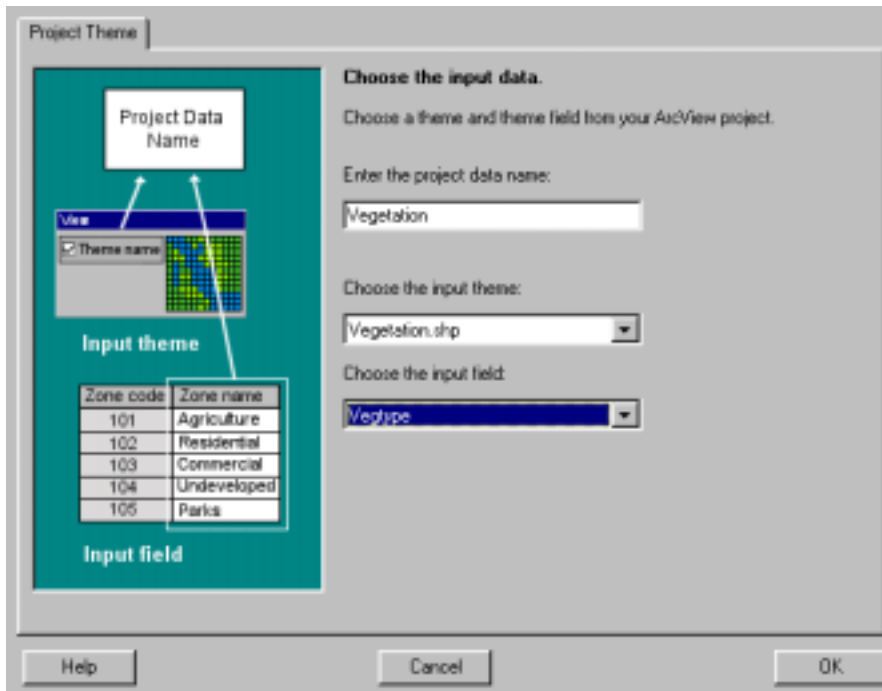 Project Theme
Project Data
Name
View
Theme name
Input theme
Zone code Zone name
101 Agriculture
102 Residential
103 Commercial
104 Undeveloped
105 Parks
Input field
Choose the input data.
Choose a theme and theme field from your ArcView project.
Enter the project data name:
Vegetation
Choose the input theme:
Vegetation.shp
Choose the input field:
Vegtype
Help Cancel OK